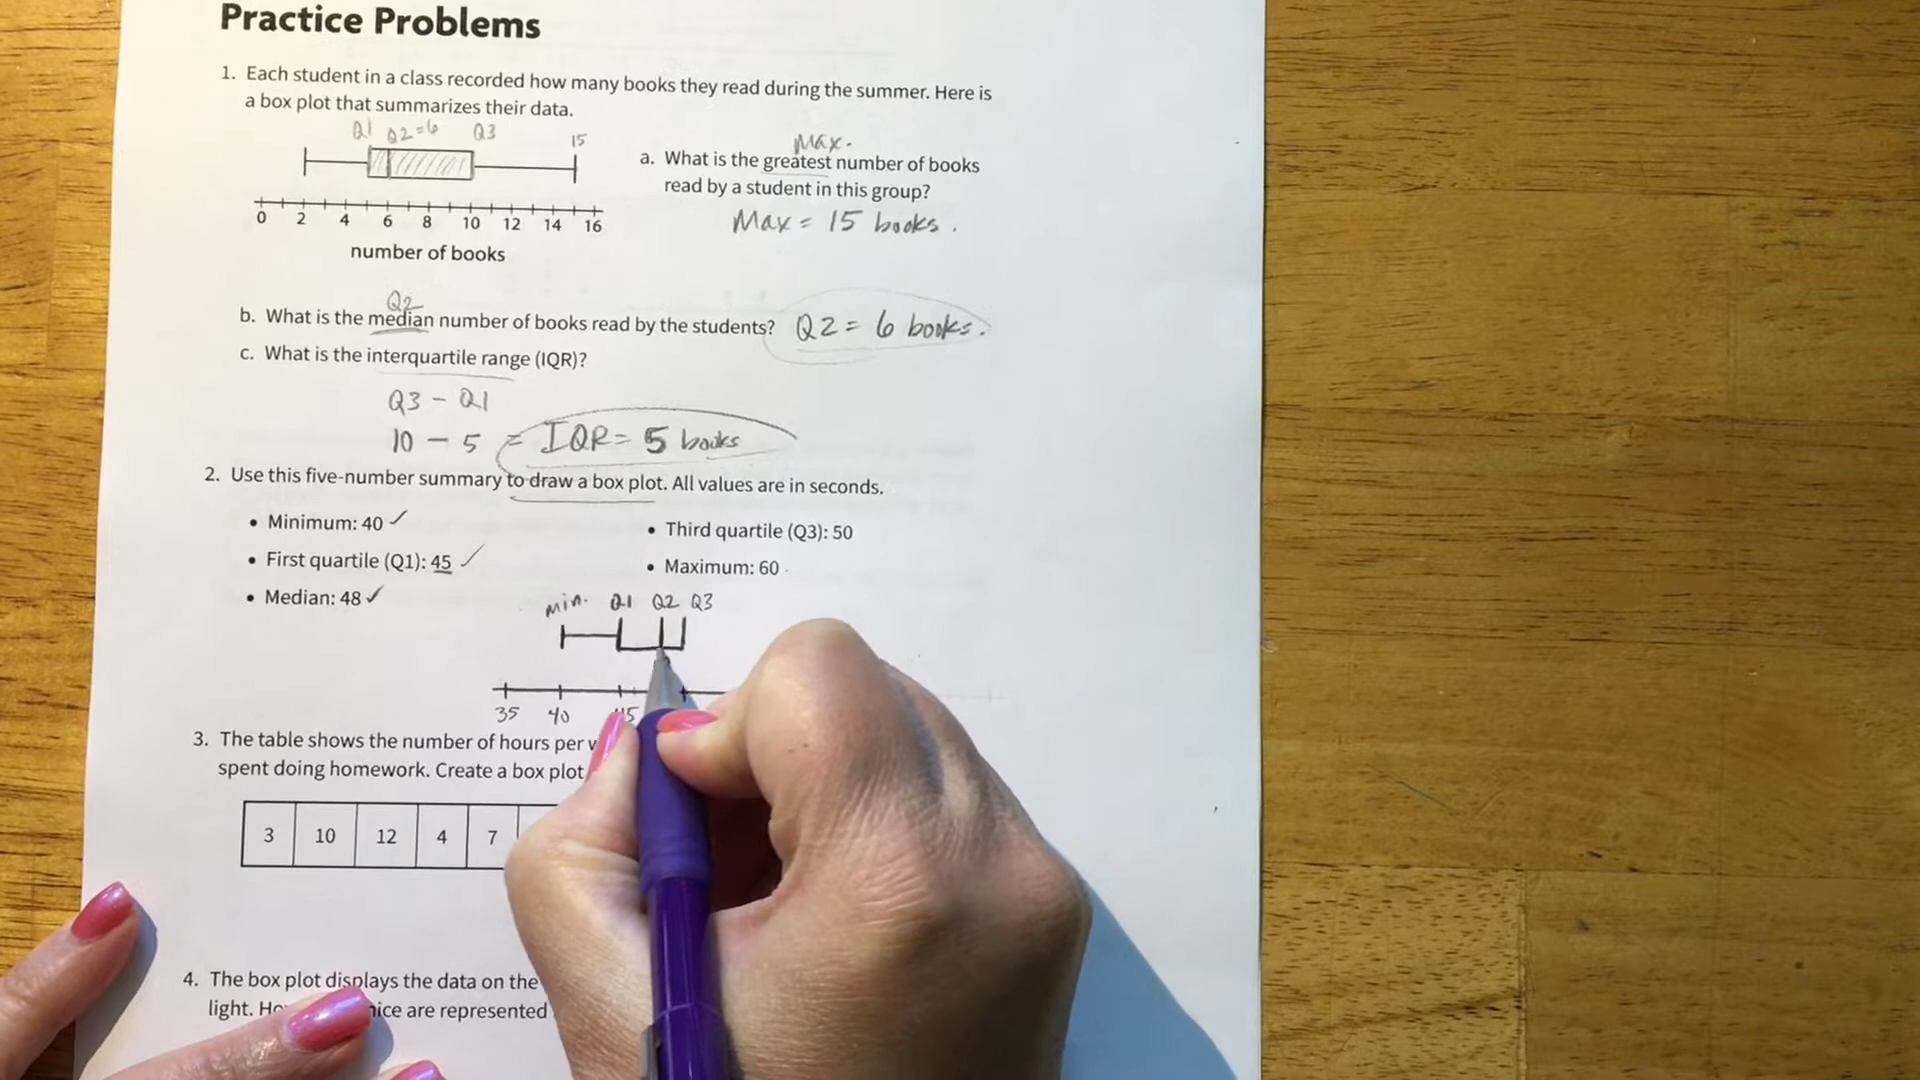 Practice Problems
1. Each student in a class recorded how many books they read during the summer. Here is
a box plot that summarizes their data.
Q1 Q2=6 Q3 15
0 2 4 6 8 10 12 14 16
number of books
Max.
a. What is the greatest number of books
read by a student in this group?
Max = 15 books.
Q2
b. What is the median number of books read by the students? Q2 = 6 books.
c. What is the interquartile range (IQR)?
Q3 - Q1
10 - 5 = IQR = 5 books
2. Use this five-number summary to draw a box plot. All values are in seconds.
• Minimum: 40 ✓
• First quartile (Q1): 45 ✓
• Median: 48 ✓
• Third quartile (Q3): 50
• Maximum: 60
min. Q1 Q2 Q3
35 40 45
3. The table shows the number of hours per
spent doing homework. Create a box plot
3 10 12 4 7
4. The box plot displays the data on the
light. mice are represented